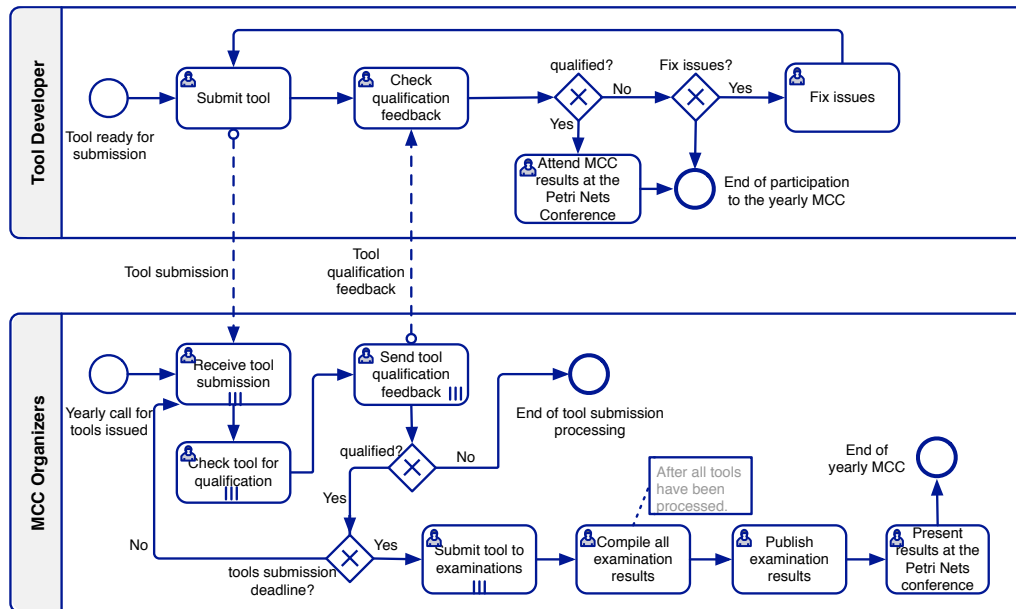 Tool Developer
Tool ready for
submission
Submit tool
Check
qualification
feedback
qualified?
No
Yes
Fix issues?
Yes
Fix issues
Attend MCC
results at the
Petri Nets
Conference
End of participation
to the yearly MCC
Tool submission
Tool
qualification
feedback
MCC Organizers
Yearly call for
tools issued
Receive tool
submission
Check tool for
qualification
Send tool
qualification
feedback
qualified?
No
Yes
End of tool submission
processing
No
tools submission
deadline?
Yes
Submit tool to
examinations
After all tools
have been
processed.
Compile all
examination
results
Publish
examination
results
Present
results at the
Petri Nets
conference
End of
yearly MCC